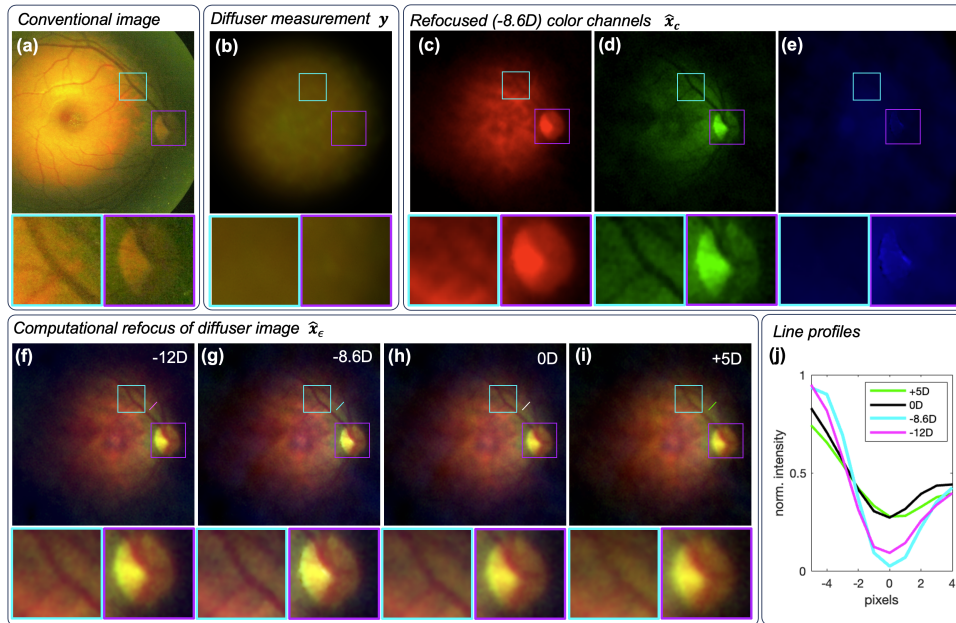 Conventional image
Diffuser measurement y
Refocused (-8.6D) color channels x̂c
(a)
(b)
(c)
(d)
(e)
Computational refocus of diffuser image x̂ϵ
Line profiles
(f)
-12D
(g)
-8.6D
(h)
0D
(i)
+5D
(j)
1
0.5
0
norm. intensity
+5D
0D
-8.6D
-12D
-4
-2
0
2
4
pixels